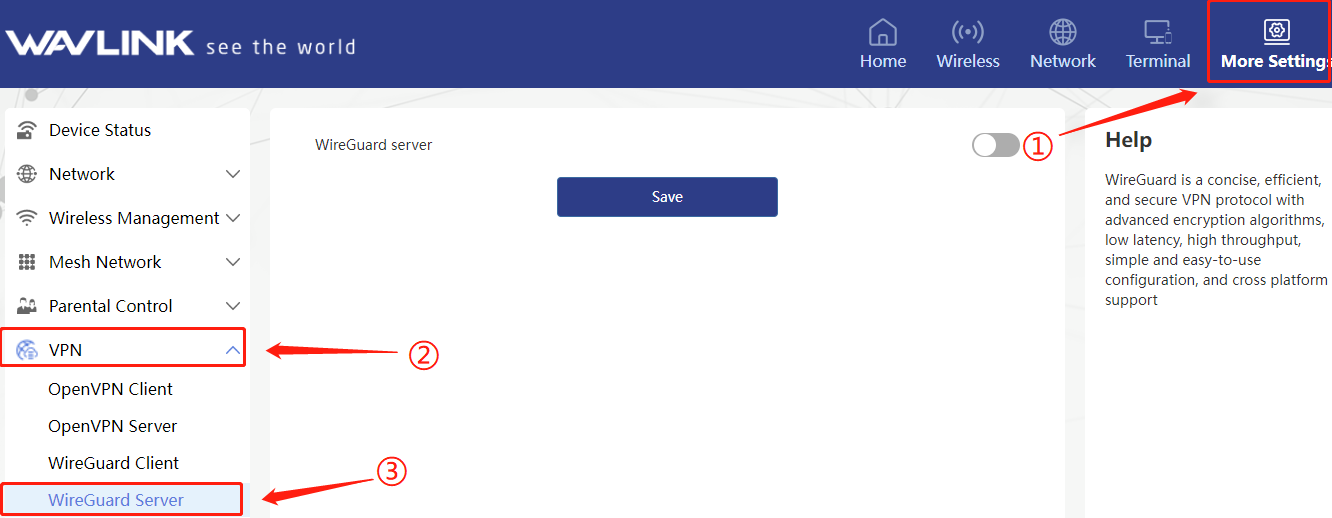 WAVLINK see the world
Home
Wireless
Network
Terminal
More Setting
Device Status
Network
Wireless Management
Mesh Network
Parental Control
VPN
OpenVPN Client
OpenVPN Server
WireGuard Client
WireGuard Server
②
③
WireGuard server
①
Save
Help
WireGuard is a concise, efficient,
and secure VPN protocol with
advanced encryption algorithms,
low latency, high throughput,
simple and easy-to-use
configuration, and cross platform
support